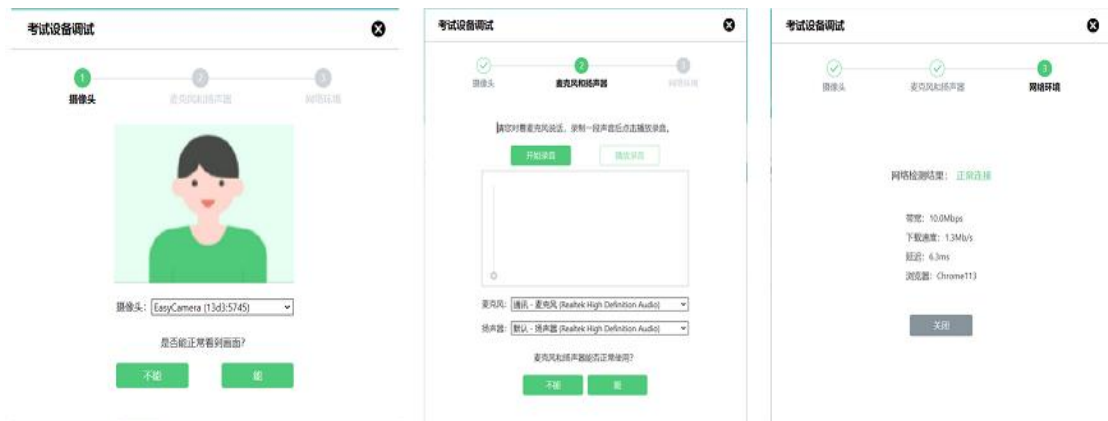 考试设备调试
1 2 3
摄像头 麦克风和扬声器 网络环境
摄像头: EasyCamera (13d3:5745)
是否能正常看到画面?
不能 能
考试设备调试
2 3
摄像头 麦克风和扬声器 网络环境
请您对着麦克风说话，录制一段声音后点击播放录音。
开始录音 播放录音
麦克风: 通讯 - 麦克风 (Realtek High Definition Audio)
扬声器: 默认 - 扬声器 (Realtek High Definition Audio)
麦克风和扬声器能否正常使用?
不能 能
考试设备调试
3
摄像头 麦克风和扬声器 网络环境
网络检测结果: 正常连接
带宽: 10.0Mbps
下载速度: 1.3Mb/s
延迟: 6.3ms
浏览器: Chrome113
关闭